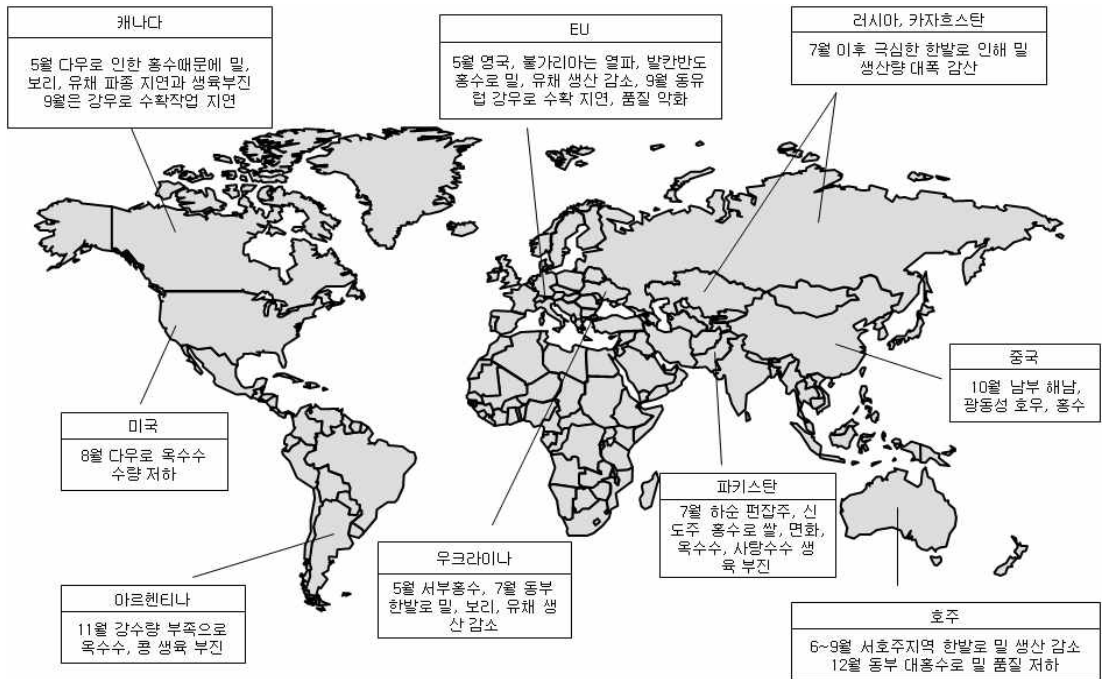 캐나다
5월 다우로 인한 홍수때문에 밀,
보리, 유채 파종 지연과 생육부진
9월은 강우로 수확작업 지연
EU
5월 영국, 불가리아는 열파, 발칸반도
홍수로 밀, 유채 생산 감소, 9월 동유
럽 강우로 수확 지연, 품질 악화
러시아, 카자흐스탄
7월 이후 극심한 한발로 인해 밀
생산량 대폭 감산
중국
10월 남부 해남,
광동성 호우, 홍수
미국
8월 다우로 옥수수
수량 저하
파키스탄
7월 하순 펀잡주, 신
도주 홍수로 쌀, 면화,
옥수수, 사탕수수 생
육 부진
우크라이나
5월 서부홍수, 7월 동부
한발로 밀, 보리, 유채 생
산 감소
아르헨티나
11월 강수량 부족으로
옥수수, 콩 생육 부진
호주
6~9월 서호주지역 한발로 밀 생산 감소
12월 동부 대홍수로 밀 품질 저하